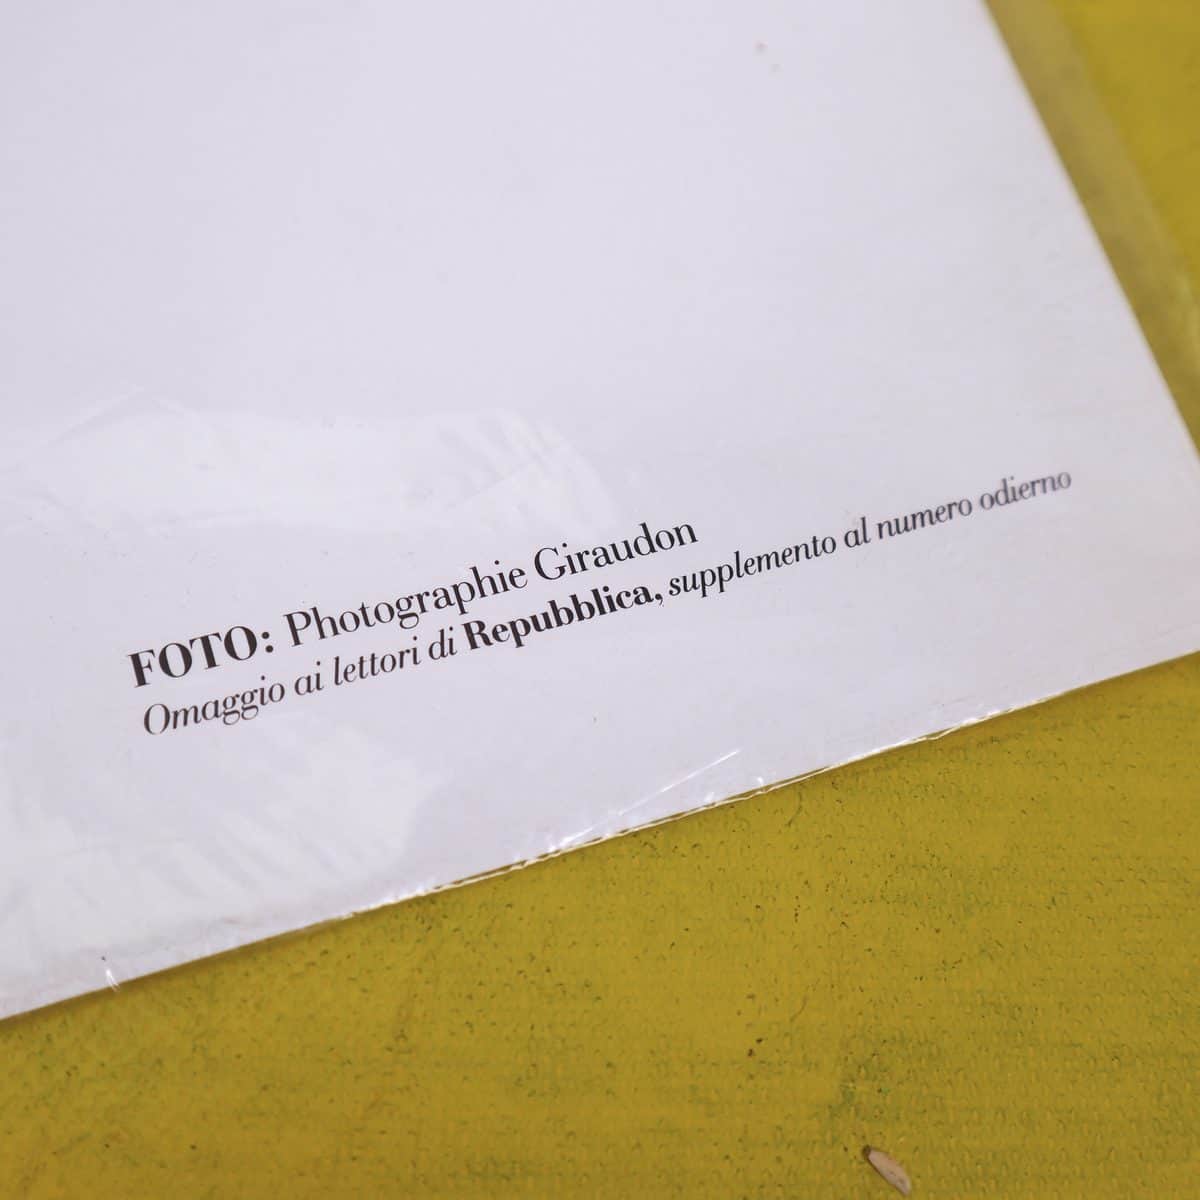 FOTO: Photographie Giraudon
Omaggio ai lettori di Repubblica, supplemento al numero odierno